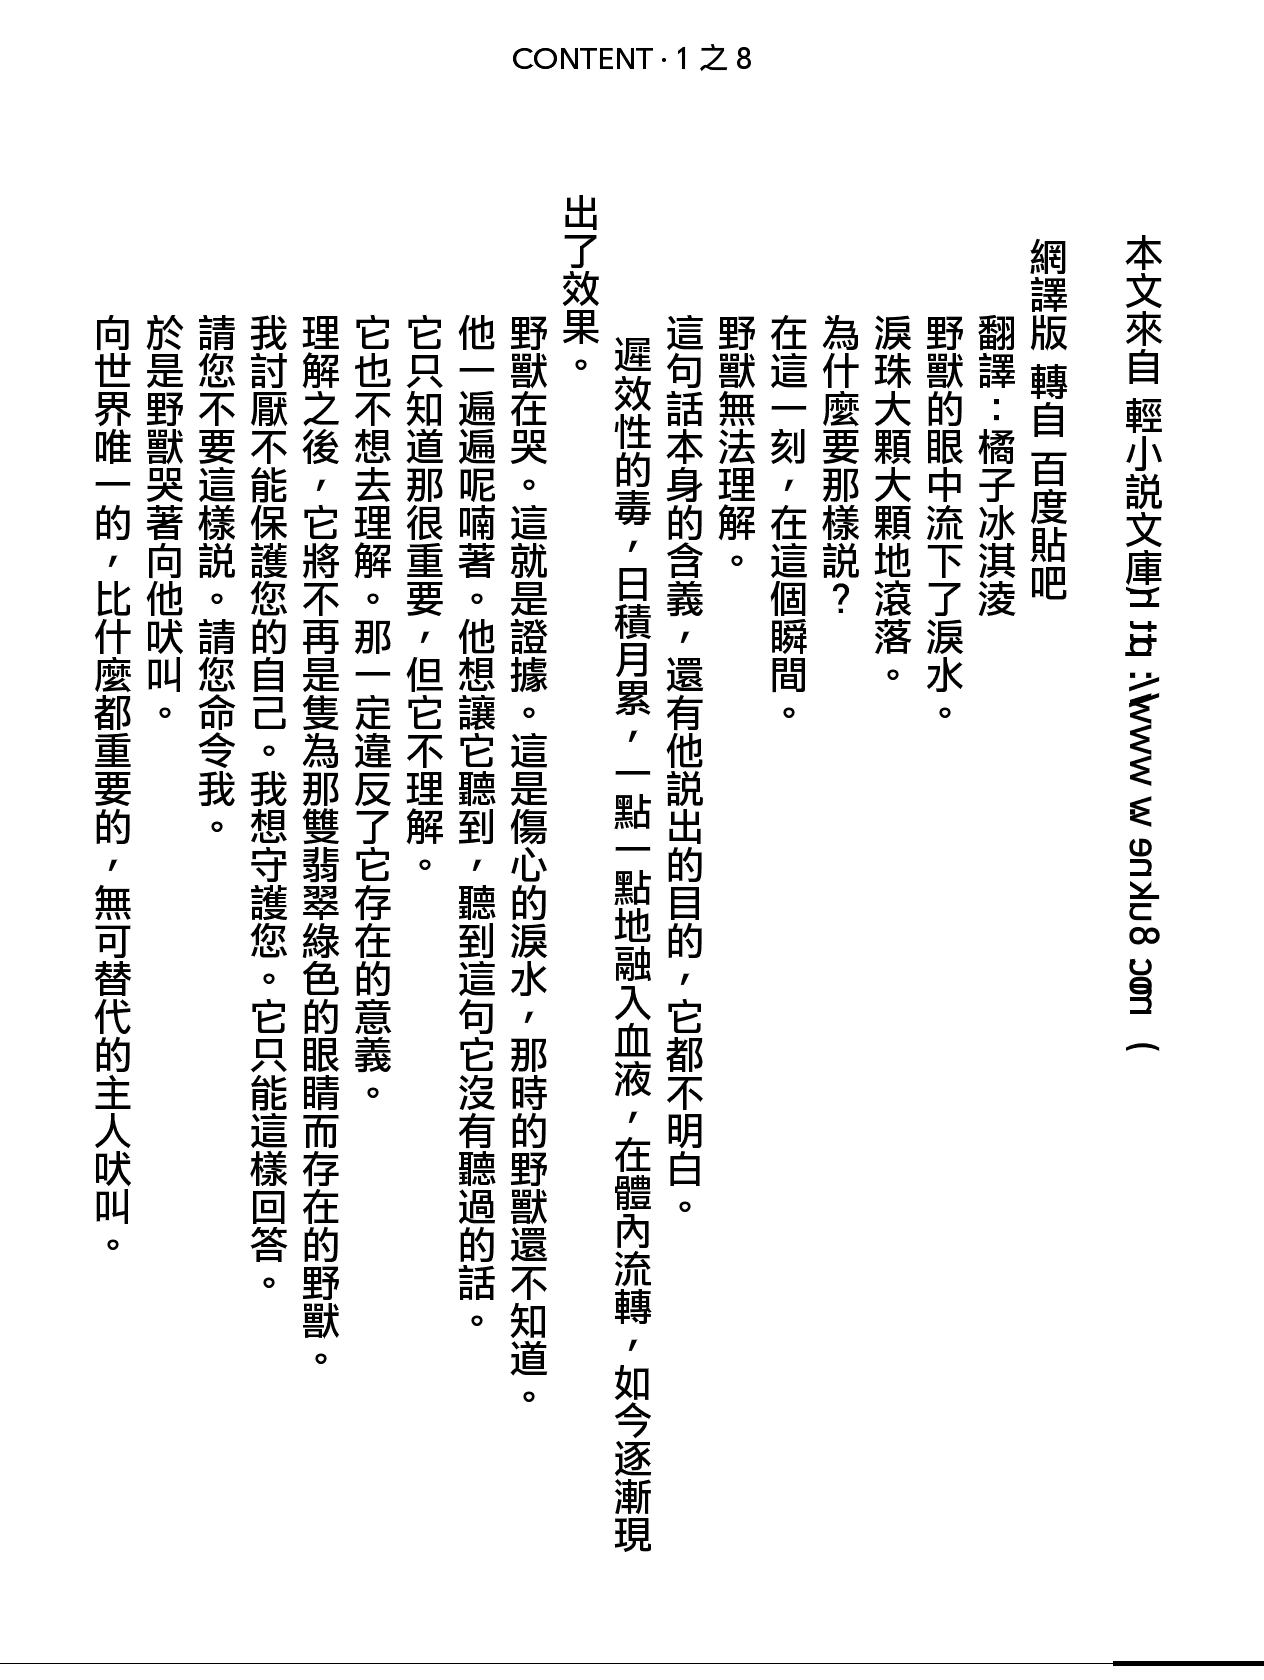 CONTENT · 1 之 8
本文來自 輕小説文庫(http://www.wenku8.com)
網譯版 轉自 百度貼吧
翻譯：橘子冰淇淩
野獸的眼中流下了淚水。
淚珠大顆大顆地滾落。
為什麼要那樣説？
在這一刻，在這個瞬間。
野獸無法理解。
這句話本身的含義，還有他説出的目的，它都不明白。
遲效性的毒，日積月累，一點一點地融入血液，在體內流轉，如今逐漸現
出了效果。
野獸在哭。這就是證據。這是傷心的淚水，那時的野獸還不知道。
他一遍遍呢喃著。他想讓它聽到，聽到這句它沒有聽過的話。
它只知道那很重要，但它不理解。
它也不想去理解。那一定違反了它存在的意義。
理解之後，它將不再是隻為那雙翡翠綠色的眼睛而存在的野獸。
我討厭不能保護您的自己。我想守護您。它只能這樣回答。
請您不要這樣説。請您命令我。
於是野獸哭著向他吠叫。
向世界唯一的，比什麼都重要的，無可替代的主人吠叫。